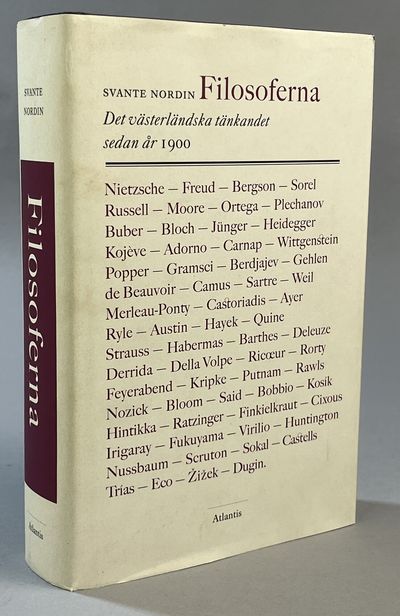 SVANTE NORDIN Filosoferna
Det västerländska tänkandet
sedan år 1900
Nietzsche – Freud – Bergson – Sorel
Russell – Moore – Ortega – Plechanov
Buber – Bloch – Jünger – Heidegger
Kojève – Adorno – Carnap – Wittgenstein
Popper – Gramsci – Berdjajev – Gehlen
de Beauvoir – Camus – Sartre – Weil
Merleau-Ponty – Castoriadis – Ayer
Ryle – Austin – Hayek – Quine
Strauss – Habermas – Barthes – Deleuze
Derrida – Della Volpe – Ricœur – Rorty
Feyerabend – Kripke – Putnam – Rawls
Nozick – Bloom – Said – Bobbio – Kosik
Hintikka – Ratzinger – Finkielkraut – Cixous
Irigaray – Fukuyama – Virilio – Huntington
Nussbaum – Scruton – Sokal – Castells
Trías – Eco – Žižek – Dugin.
Atlantis
SVANTE
NORDIN
Filosoferna
Atlantis